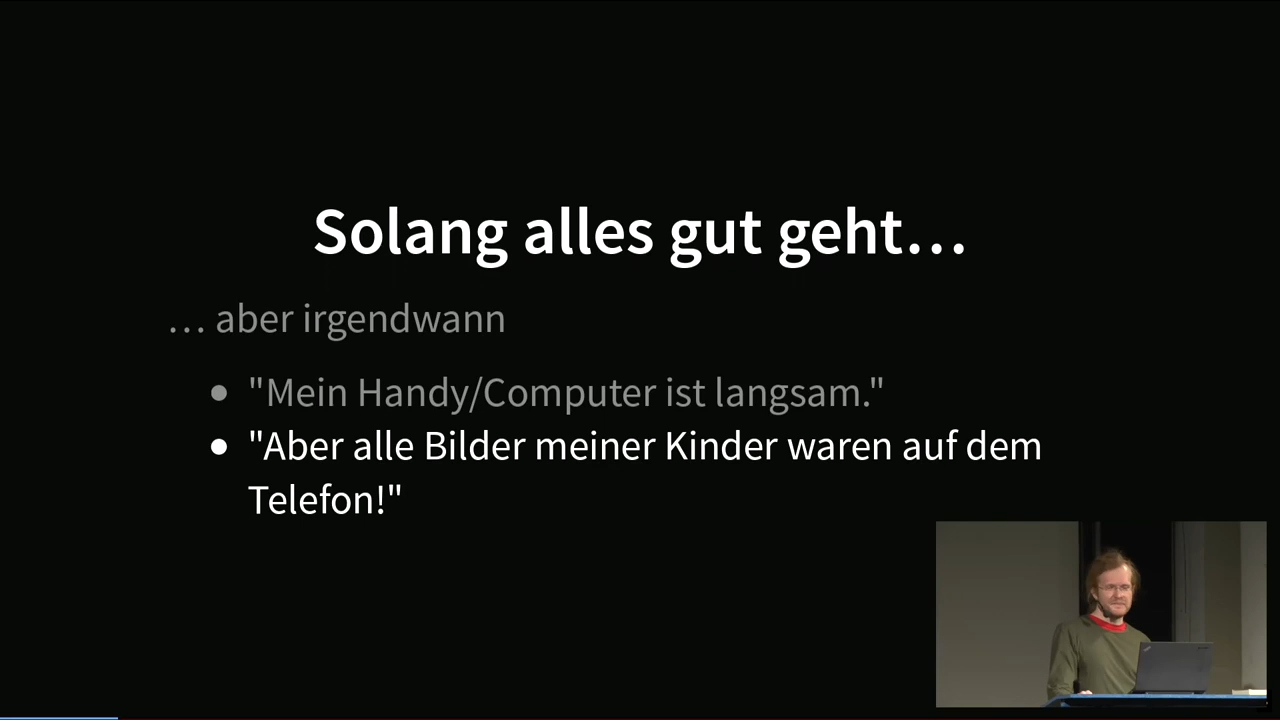 Solang alles gut geht…
… aber irgendwann
• "Mein Handy/Computer ist langsam."
• "Aber alle Bilder meiner Kinder waren auf dem
Telefon!"